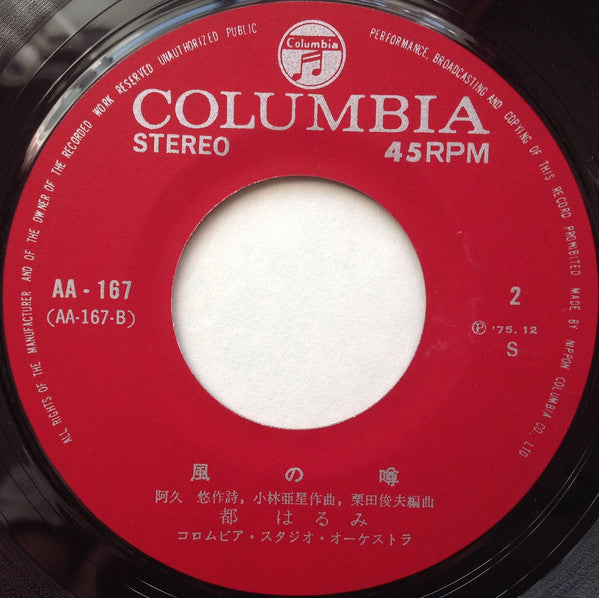 ALL RIGHTS OF THE MANUFACTURER AND OF THE OWNER OF THE RECORDED WORK RESERVED UNAUTHORIZED PUBLIC PERFORMANCE, BROADCASTING AND COPYING OF THIS RECORD PROHIBITED MADE BY NIPPON COLUMBIA CO., LTD
Columbia
COLUMBIA
STEREO 45RPM
AA-167 2
(AA-167-B) Ⓟ '75.12
S
風の噂
阿久 悠作詩, 小林亜星作曲, 栗田俊夫編曲
都はるみ
コロムビア・スタジオ・オーケストラ